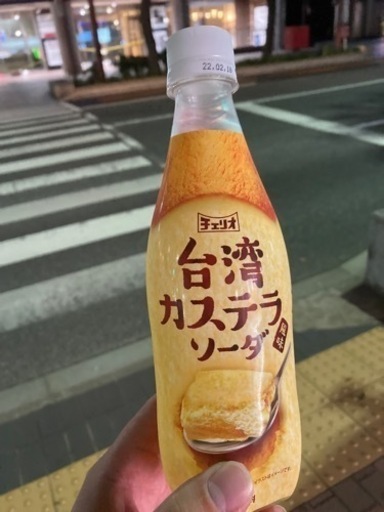 22.02.18
チェリオ
台湾
カステラ
ソーダ
風味